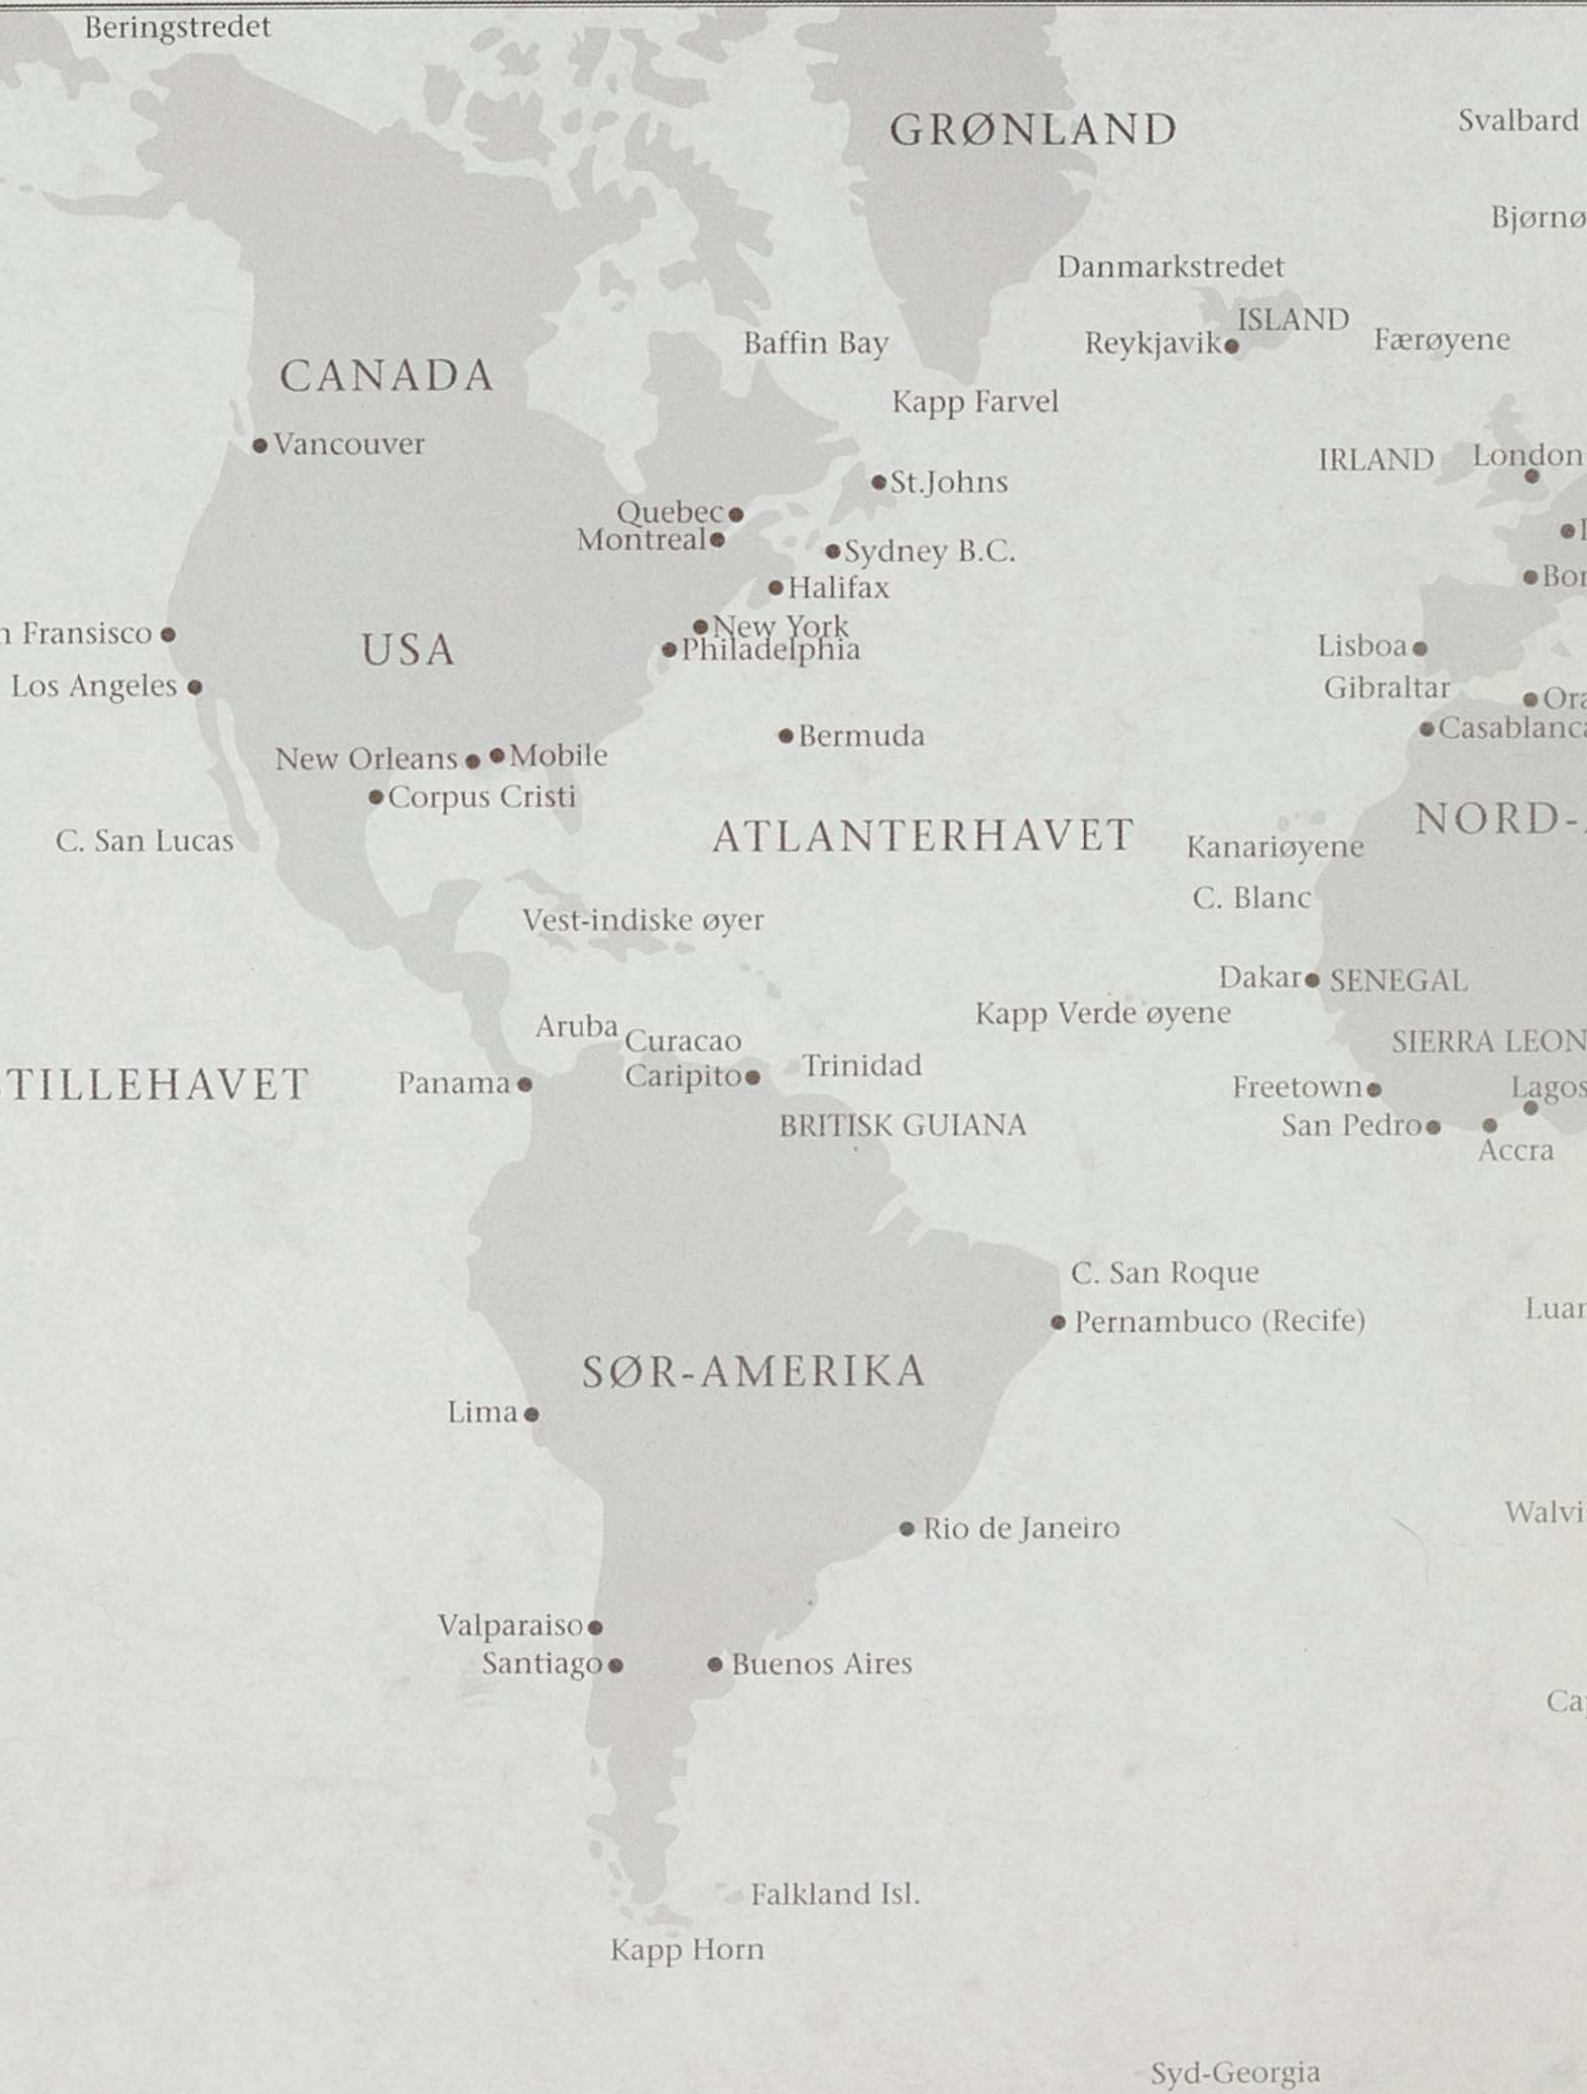 Beringstredet
GRØNLAND
Svalbard
Danmarkstredet
ISLAND
Baffin Bay
Reykjavik
Færøyene
CANADA
Kapp Farvel
Vancouver
IRLAND
London
St.Johns
Quebec
Montreal
Sydney B.C.
Halifax
New York
Fransisco
USA
Philadelphia
Lisboa
Los Angeles
Gibraltar
Bermuda
New Orleans
Mobile
Corpus Cristi
C. San Lucas
ATLANTERHAVET
Kanariøyene
C. Blanc
Vest-indiske øyer
Dakar
SENEGAL
Kapp Verde øyene
Aruba
Curacao
Trinidad
Caripito
TILLEHAVET
Panama
Freetown
Lagos
BRITISK GUIANA
San Pedro
Accra
C. San Roque
Pernambuco (Recife)
SØR-AMERIKA
Lima
Rio de Janeiro
Valparaiso
Santiago
Buenos Aires
Falkland Isl.
Kapp Horn
Syd-Georgia